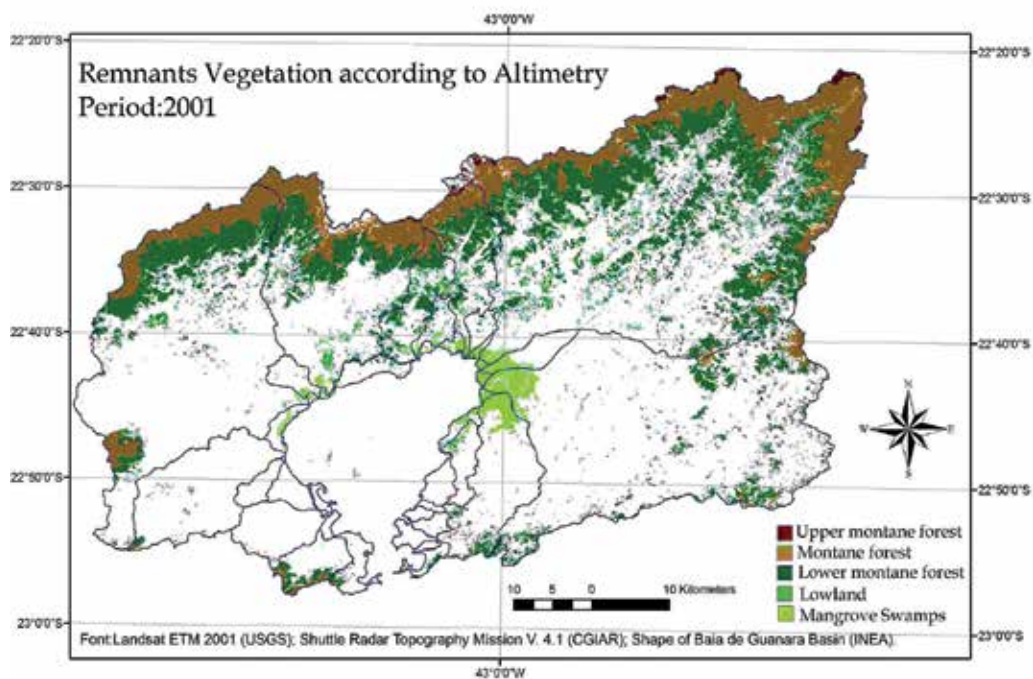 43°0'0"W
22°20'0"S
22°20'0"S
Remnants Vegetation according to Altimetry
Period:2001
22°30'0"S
22°30'0"S
22°40'0"S
22°40'0"S
N
W
E
S
22°50'0"S
22°50'0"S
Upper montane forest
Montane forest
Lower montane forest
Lowland
Mangrove Swamps
10 5 0 10 Kilometers
23°0'0"S
23°0'0"S
Font:Landsat ETM 2001 (USGS); Shuttle Radar Topography Mission V. 4.1 (CGIAR); Shape of Baia de Guanara Basin (INEA).
43°0'0"W